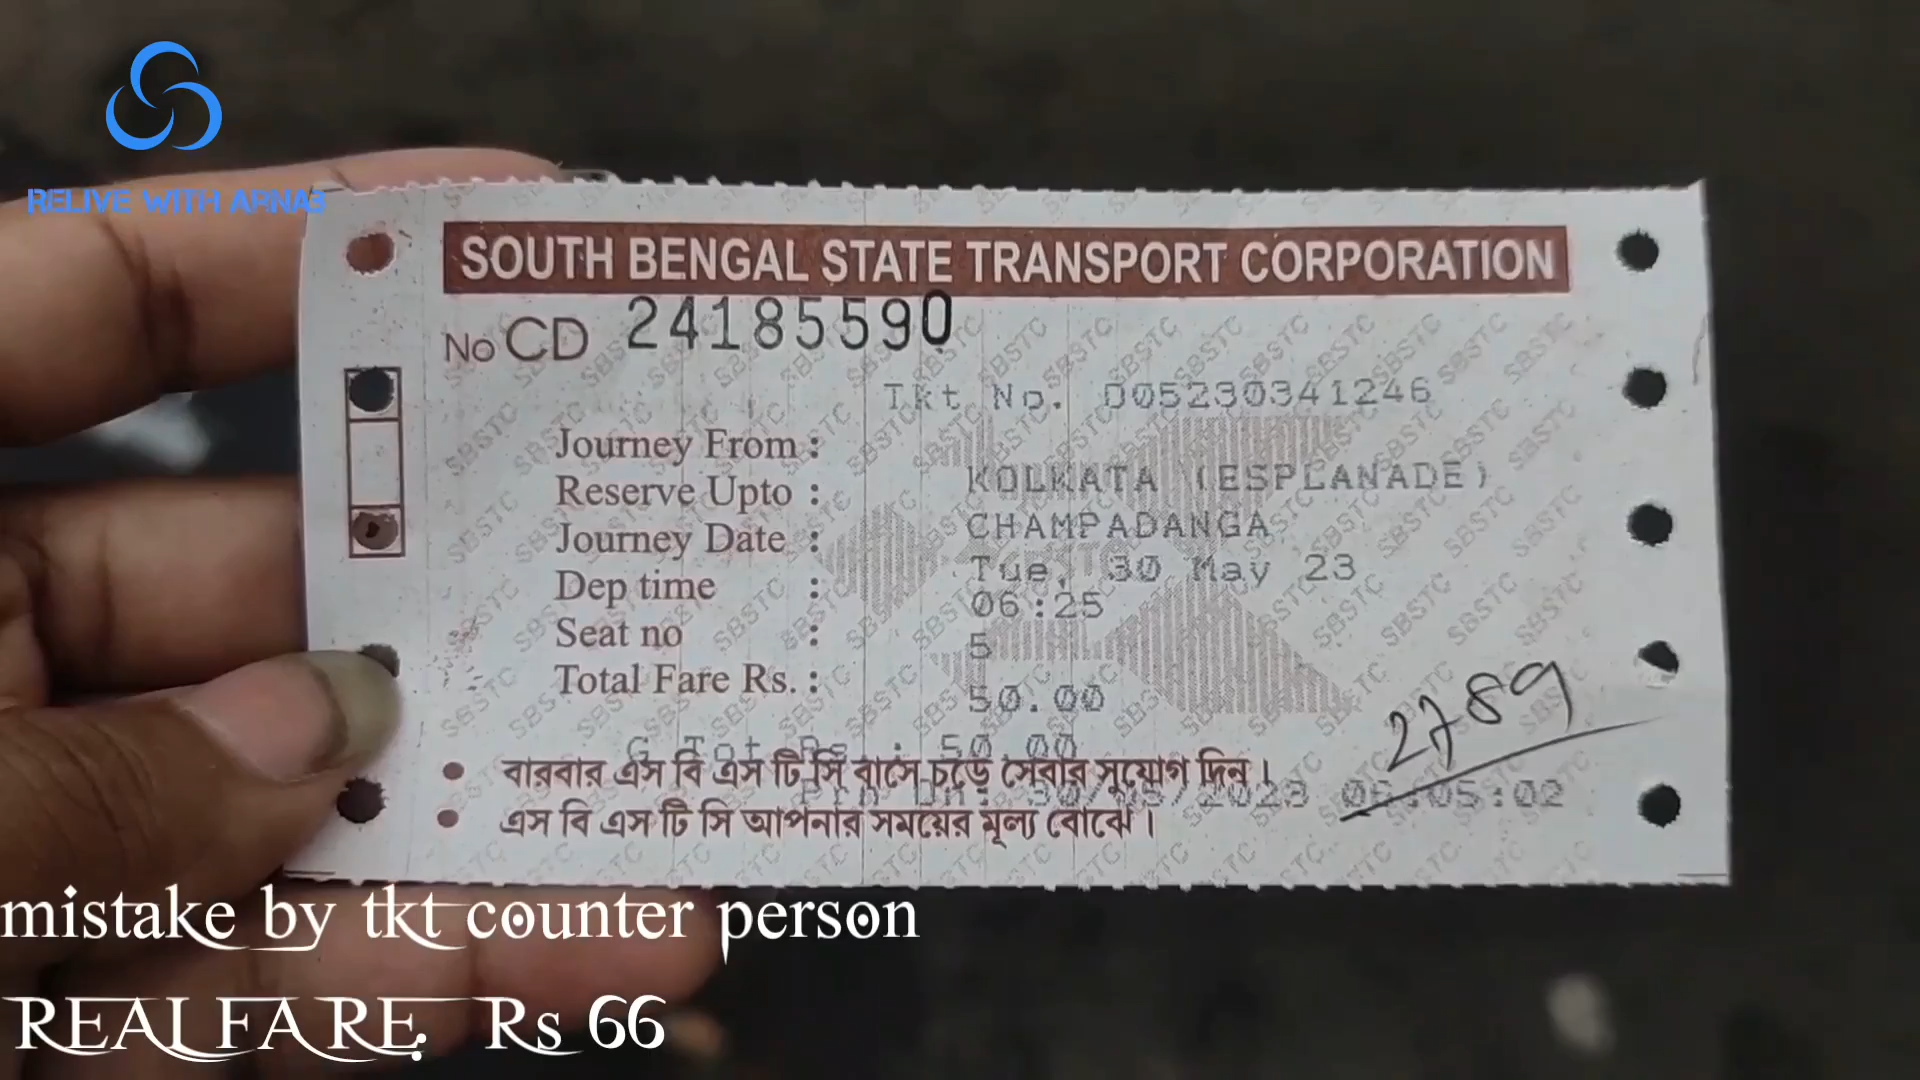 RELIVE WITH APNA3
SOUTH BENGAL STATE TRANSPORT CORPORATION
No CD 24185590
Tkt No. D05230341246
Journey From :
KOLKATA (ESPLANADE)
Reserve Upto :
CHAMPADANGA
Journey Date :
Tue, 30 May 23
Dep time :
06:25
Seat no :
5
Total Fare Rs. :
50.00
2789
G Tot Rs : 50.00
• বারবার এস বি এস টি সি বাসে চড়ে সেবার সুযোগ দিন।
30/05/2023 06:05:02
• এস বি এস টি সি আপনার সময়ের মূল্য বোঝে।
mistake by tkt counter person
REAL FARE: Rs 66